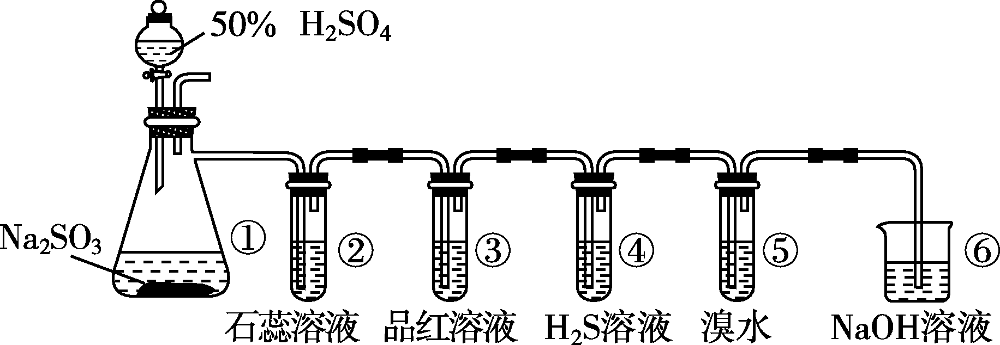 50% H₂SO₄
Na₂SO₃
① ② ③ ④ ⑤ ⑥
石蕊溶液 品红溶液 H₂S溶液 溴水 NaOH溶液